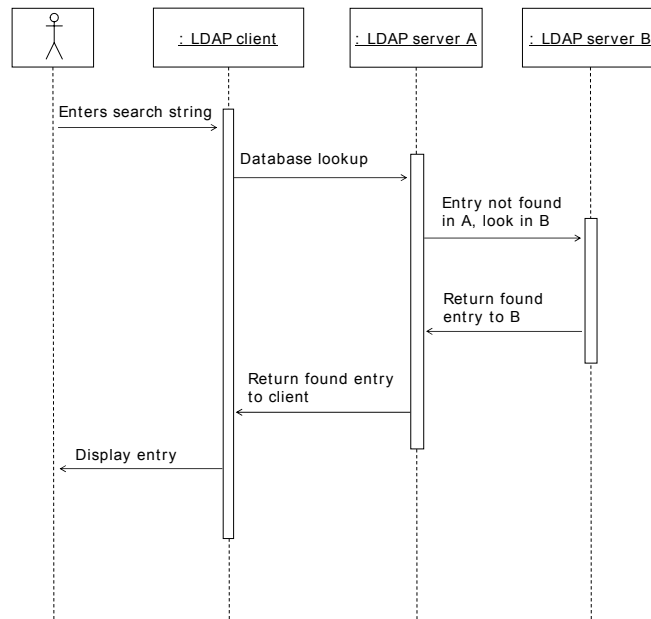 : LDAP client
: LDAP server A
: LDAP server B
Enters search string
Database lookup
Entry not found
in A, look in B
Return found
entry to B
Return found entry
to client
Display entry